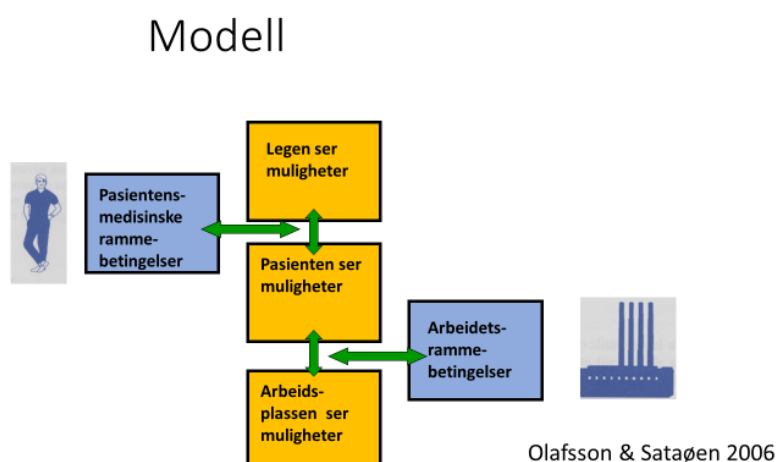 Modell
Legen ser
muligheter
Pasientens-
medisinske
ramme-
betingelser
Pasienten ser
muligheter
Arbeidets-
ramme-
betingelser
Arbeids-
plassen ser
muligheter
Olafsson & Sataøen 2006